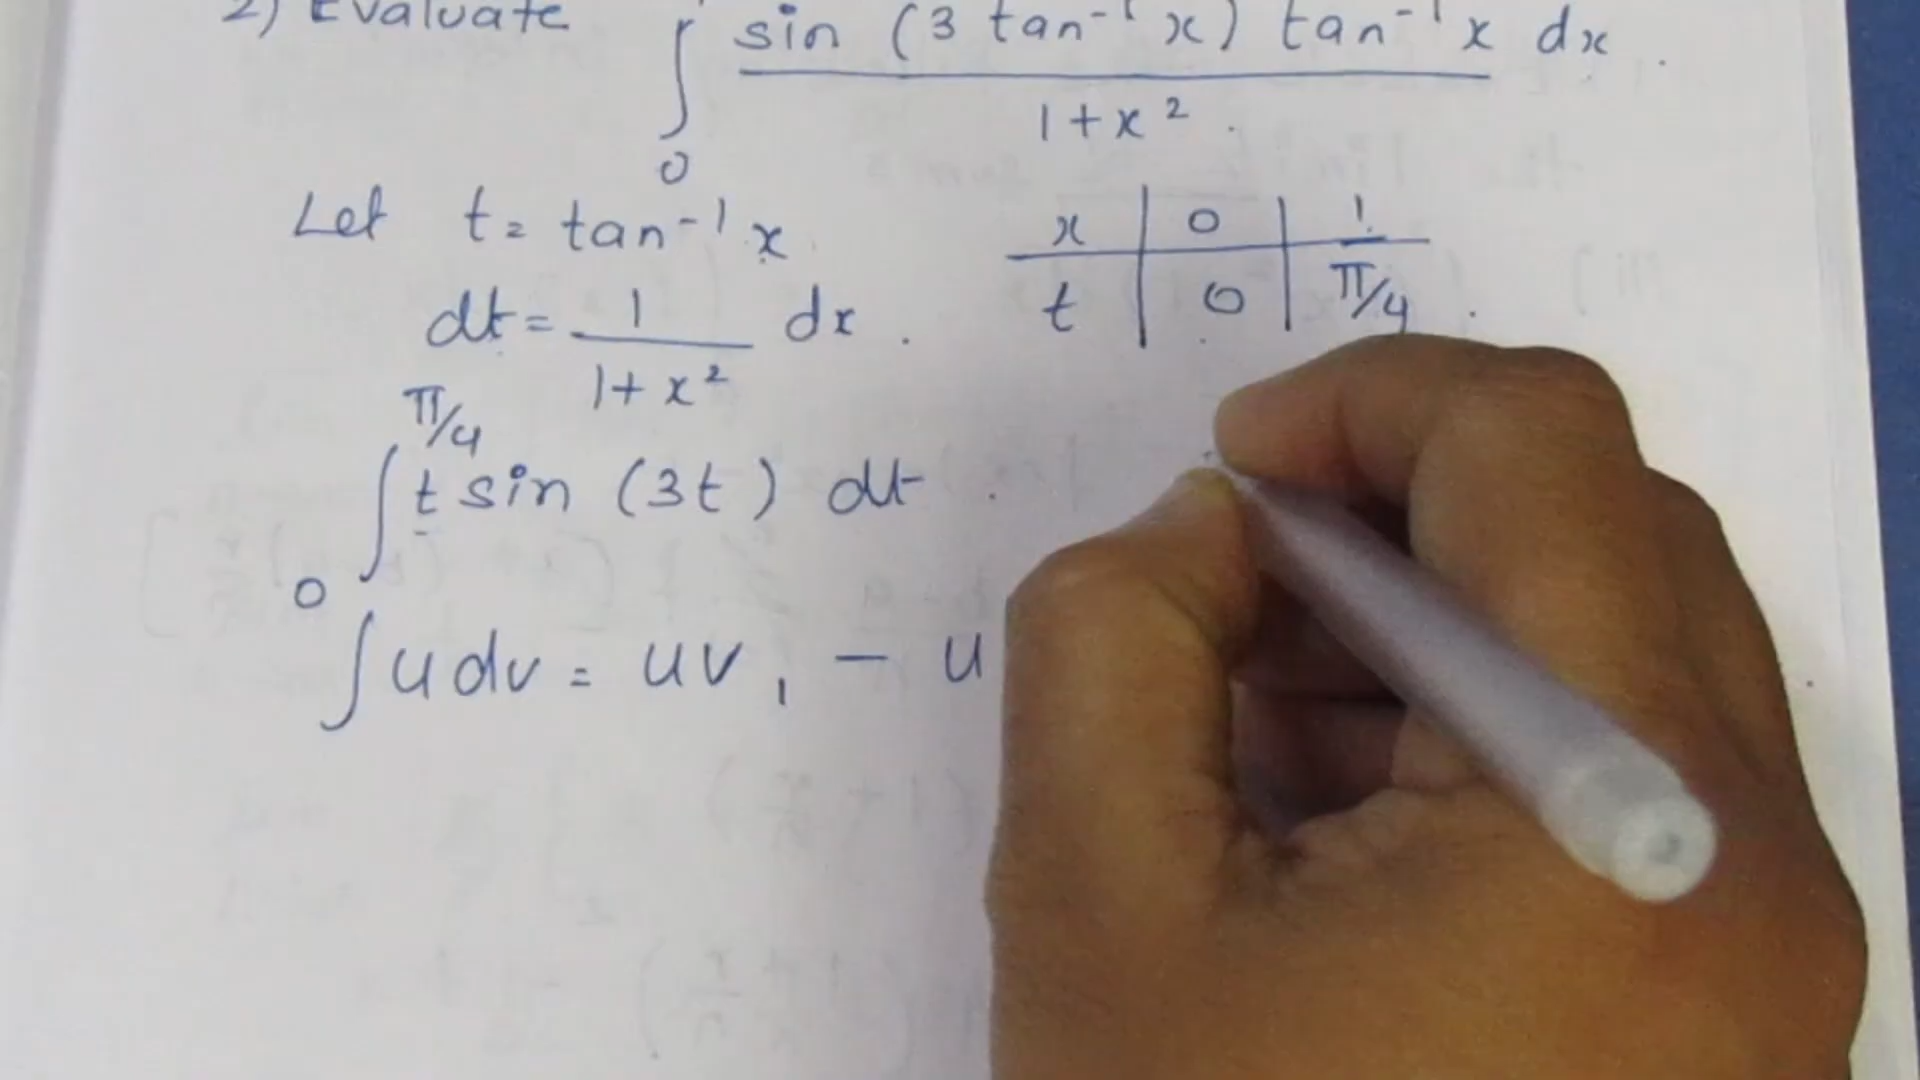 2) Evaluate ∫₀¹ sin (3 tan⁻¹ x) tan⁻¹ x dx .
1 + x² .
Let t = tan⁻¹ x
x | 0 | 1
t | 0 | π/4 .
dt = 1 / 1 + x² dx .
∫₀^π/4 t sin (3t) dt .
∫ u dv = uv₁ - u